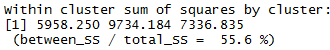 Within cluster sum of squares by cluster:
[1] 5958.250 9734.184 7336.835
(between_SS / total_SS =  55.6 %)